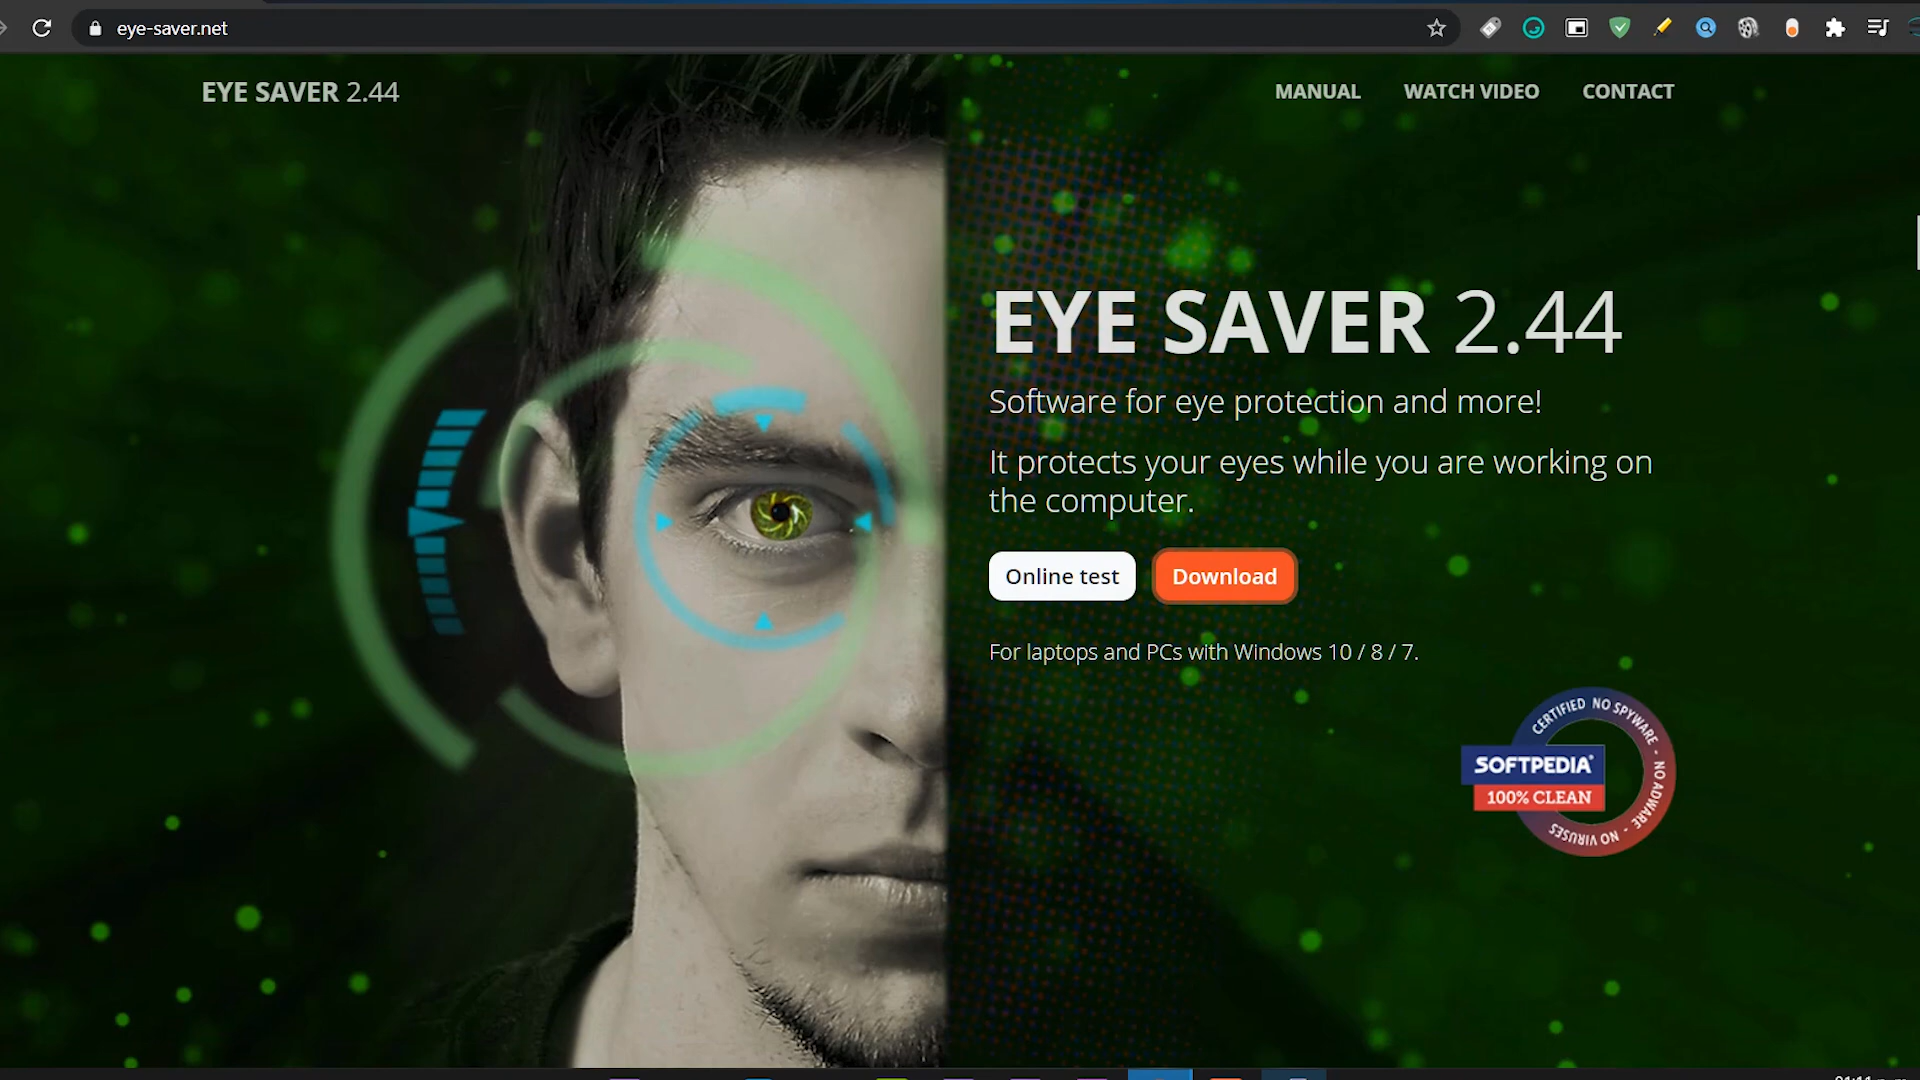 eye-saver.net
EYE SAVER 2.44
MANUAL
WATCH VIDEO
CONTACT
EYE SAVER 2.44
Software for eye protection and more!
It protects your eyes while you are working on
the computer.
Online test
Download
For laptops and PCs with Windows 10 / 8 / 7.
CERTIFIED NO SPYWARE - NO ADWARE - NO VIRUSES
SOFTPEDIA®
100% CLEAN